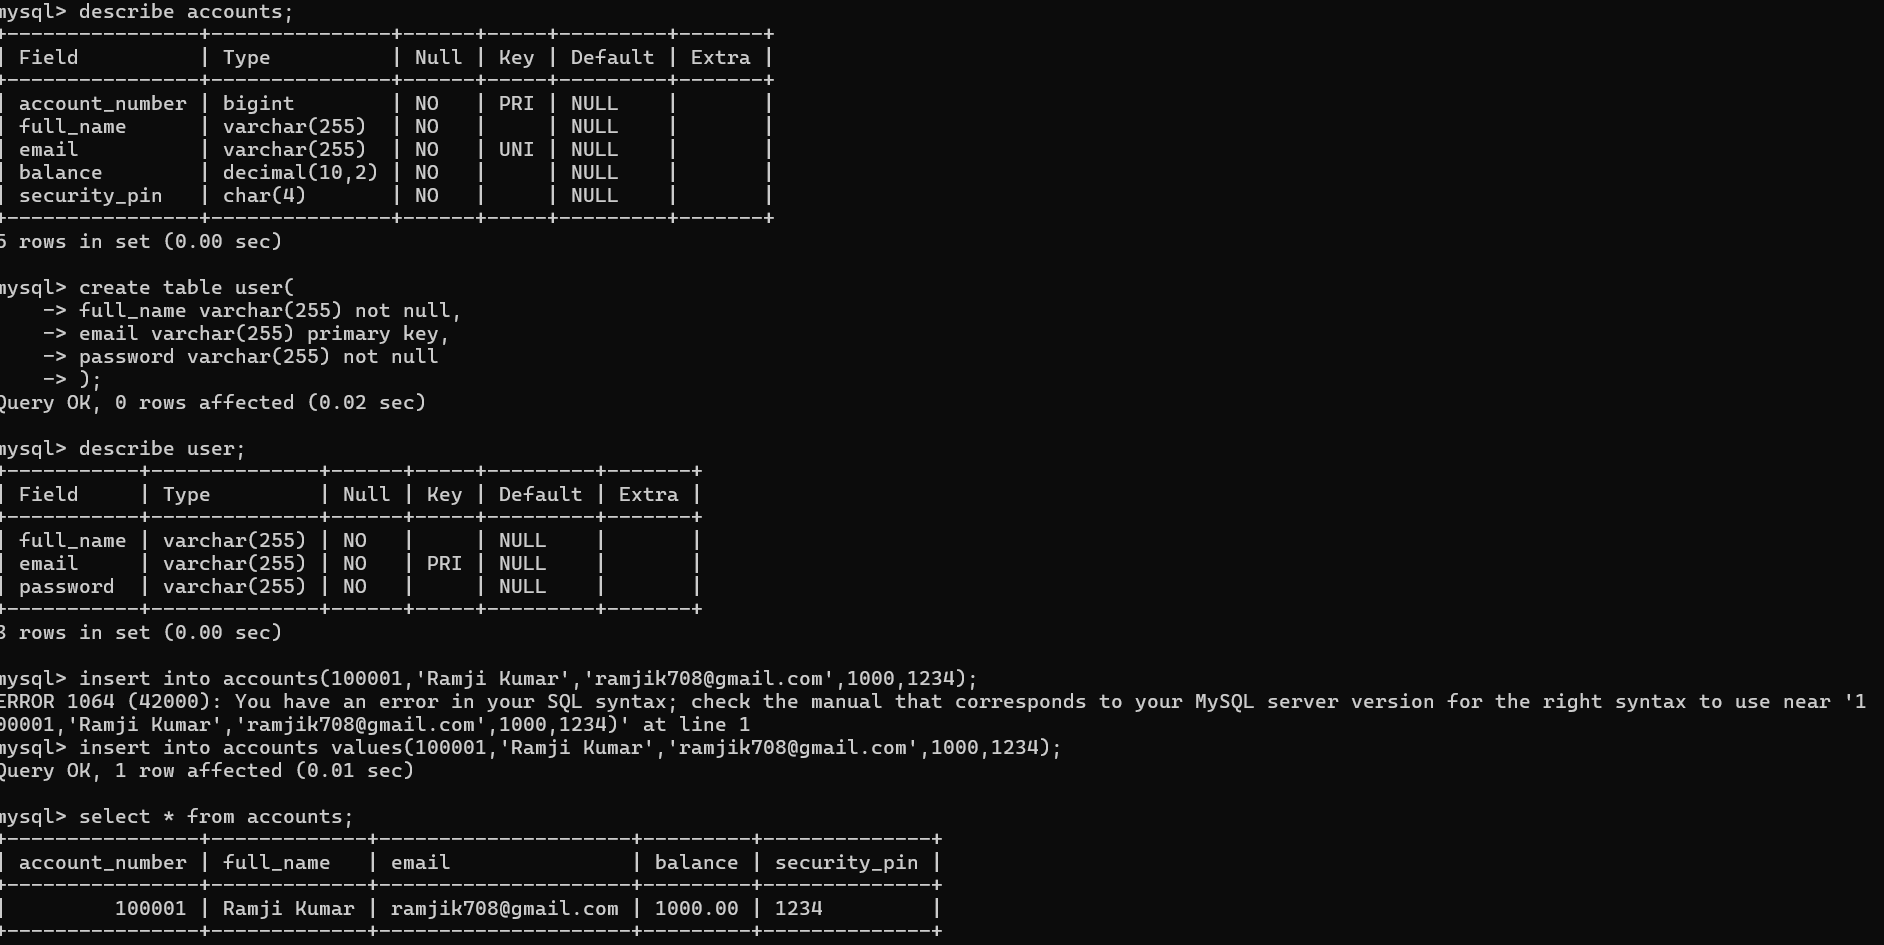 mysql> describe accounts;
+----------------+---------------+------+-----+---------+-------+
| Field          | Type          | Null | Key | Default | Extra |
+----------------+---------------+------+-----+---------+-------+
| account_number | bigint        | NO   | PRI | NULL    |       |
| full_name      | varchar(255)  | NO   |     | NULL    |       |
| email          | varchar(255)  | NO   | UNI | NULL    |       |
| balance        | decimal(10,2) | NO   |     | NULL    |       |
| security_pin   | char(4)       | NO   |     | NULL    |       |
+----------------+---------------+------+-----+---------+-------+
5 rows in set (0.00 sec)

mysql> create table user(
    -> full_name varchar(255) not null,
    -> email varchar(255) primary key,
    -> password varchar(255) not null
    -> );
Query OK, 0 rows affected (0.02 sec)

mysql> describe user;
+-----------+--------------+------+-----+---------+-------+
| Field     | Type         | Null | Key | Default | Extra |
+-----------+--------------+------+-----+---------+-------+
| full_name | varchar(255) | NO   |     | NULL    |       |
| email     | varchar(255) | NO   | PRI | NULL    |       |
| password  | varchar(255) | NO   |     | NULL    |       |
+-----------+--------------+------+-----+---------+-------+
3 rows in set (0.00 sec)

mysql> insert into accounts(100001,'Ramji Kumar','ramjik708@gmail.com',1000,1234);
ERROR 1064 (42000): You have an error in your SQL syntax; check the manual that corresponds to your MySQL server version for the right syntax to use near '1
00001,'Ramji Kumar','ramjik708@gmail.com',1000,1234)' at line 1
mysql> insert into accounts values(100001,'Ramji Kumar','ramjik708@gmail.com',1000,1234);
Query OK, 1 row affected (0.01 sec)

mysql> select * from accounts;
+----------------+-------------+---------------------+---------+--------------+
| account_number | full_name   | email               | balance | security_pin |
+----------------+-------------+---------------------+---------+--------------+
|         100001 | Ramji Kumar | ramjik708@gmail.com | 1000.00 | 1234         |
+----------------+-------------+---------------------+---------+--------------+